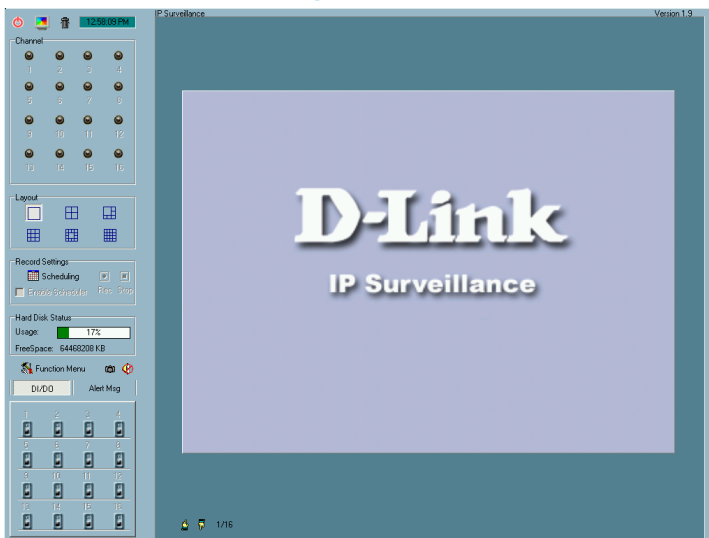 IP Surveillance
Version 1.9
12:58:09 PM
Channel
1 2 3 4
5 6 7 8
9 10 11 12
13 14 15 16
Layout
Record Settings
Scheduling
Enable Scheduler
Rec Stop
Hard Disk Status
Usage: 17%
FreeSpace: 64468208 KB
Function Menu
DI/DO
Alert Msg
1 2 3 4
5 6 7 8
9 10 11 12
13 14 15 16
D-Link
IP Surveillance
1/16